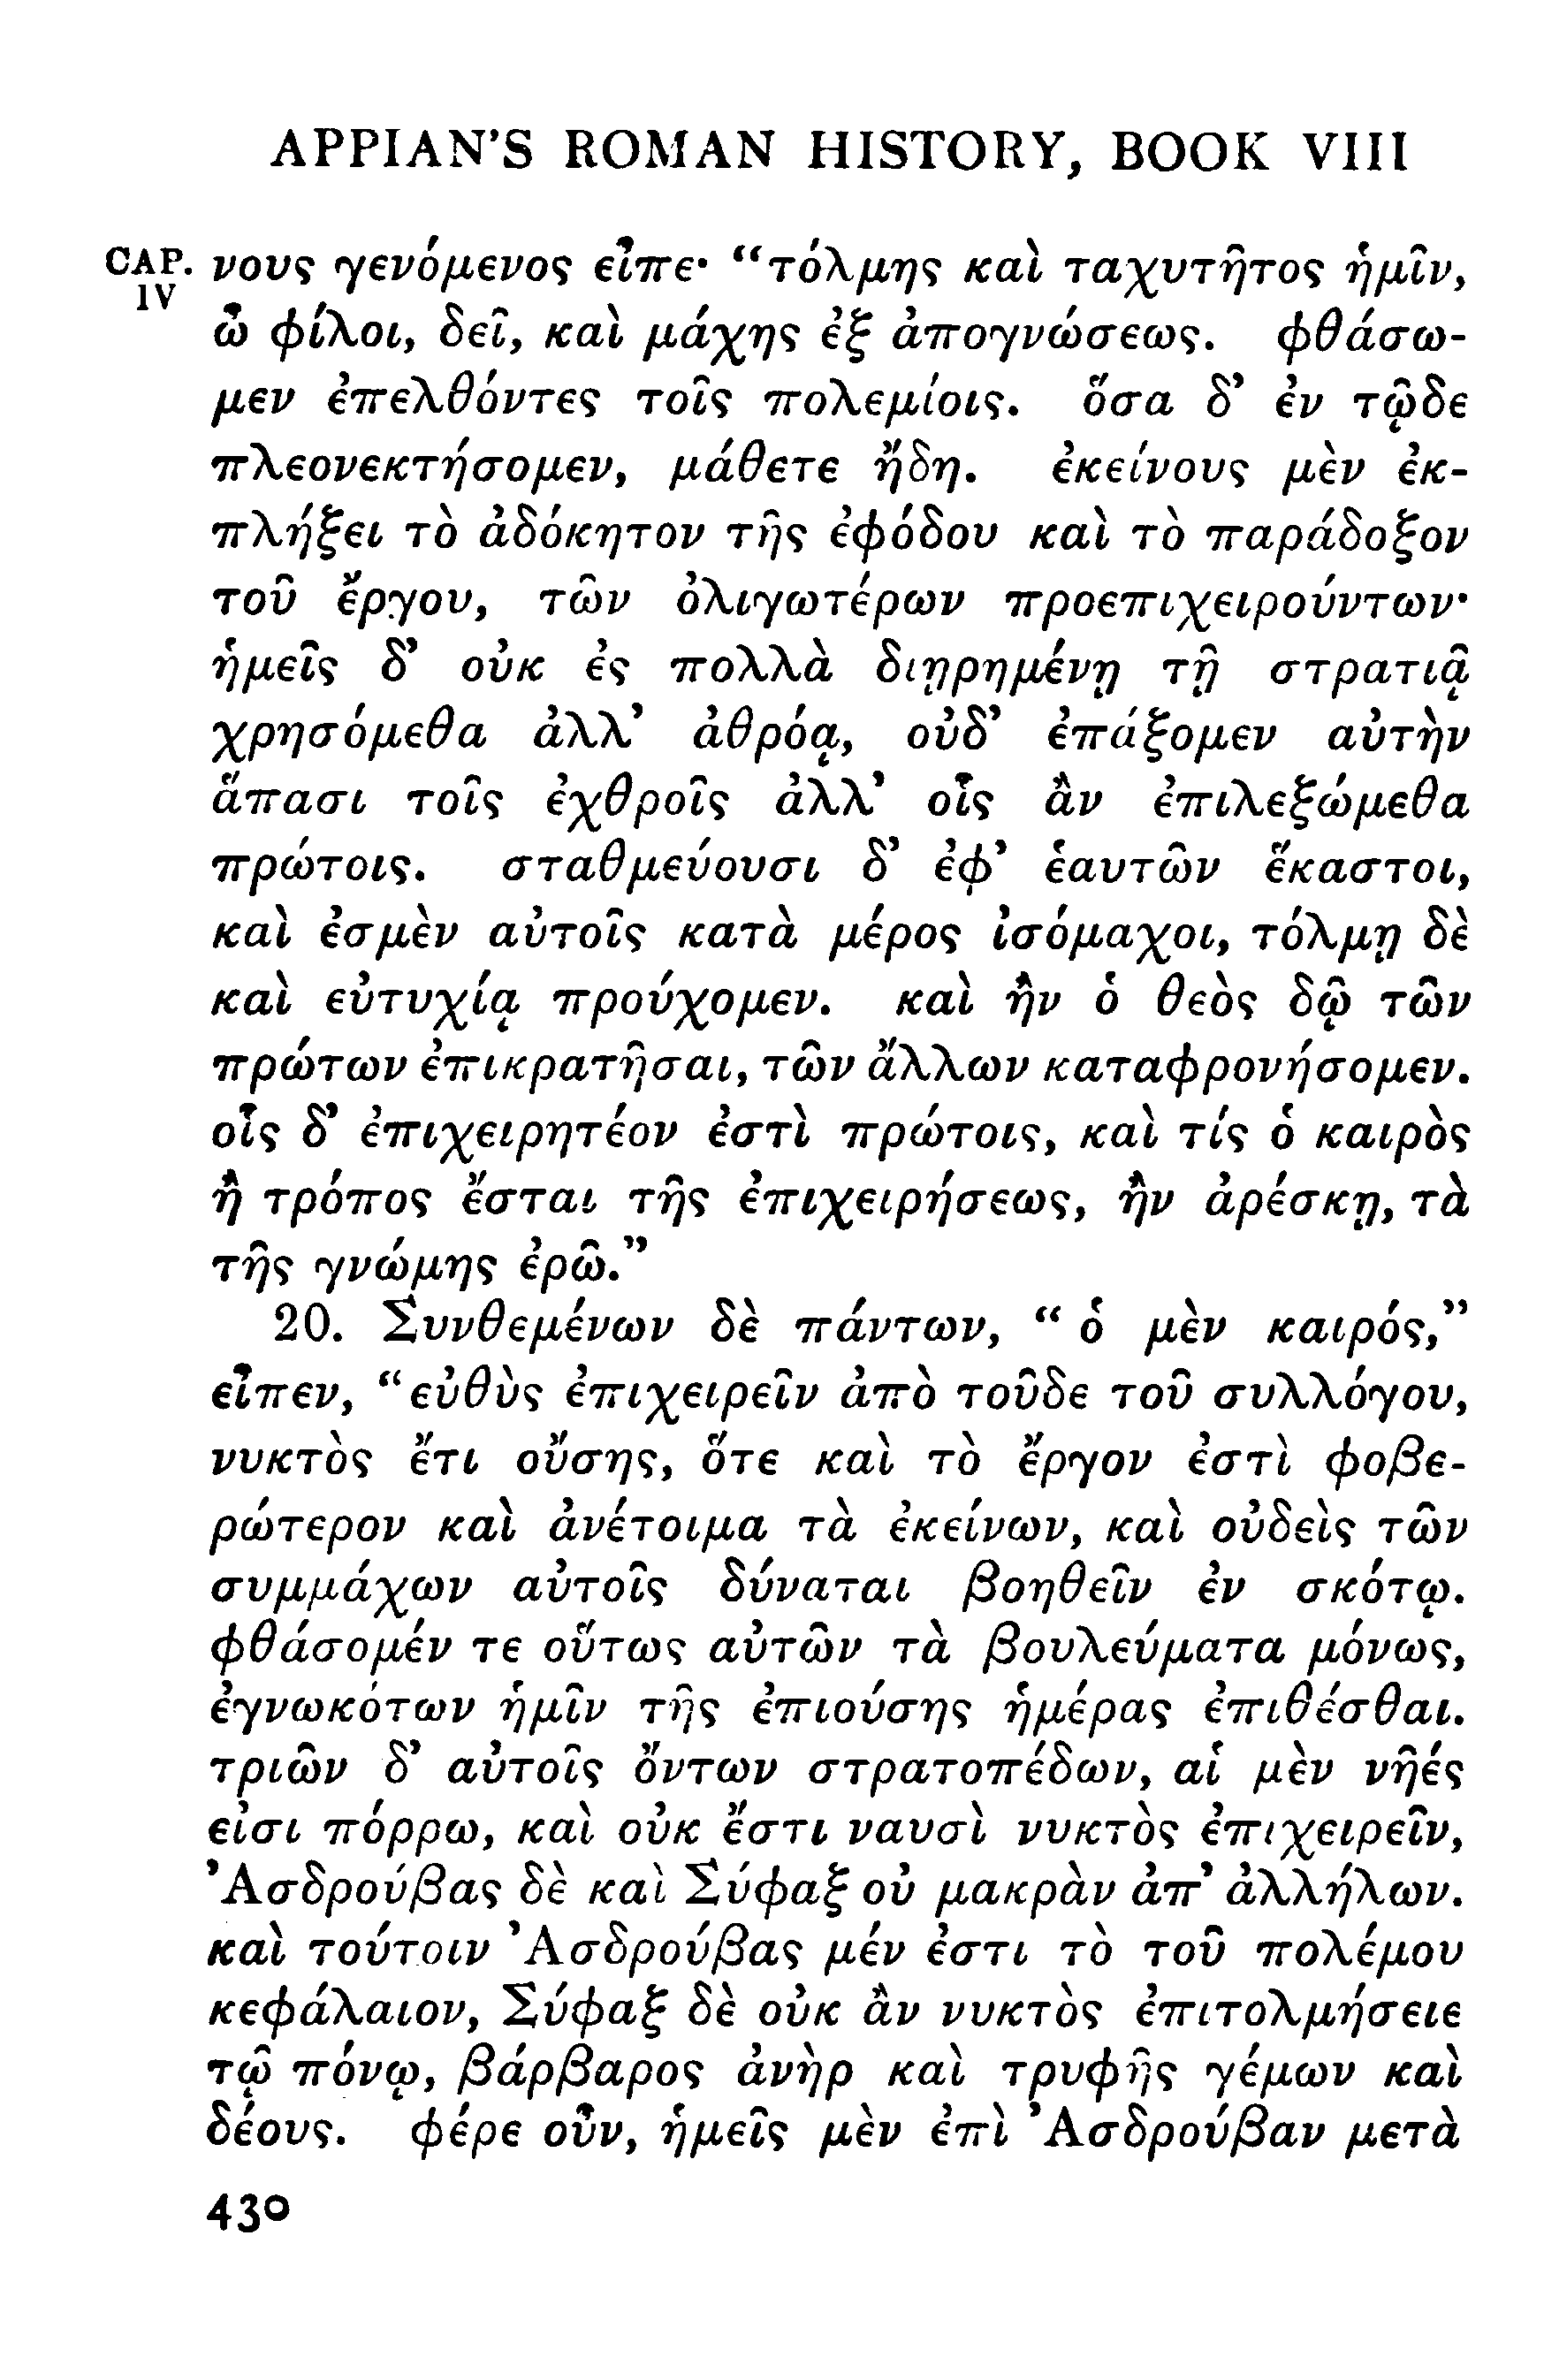 APPIAN'S ROMAN HISTORY, BOOK VIII
CAP. IV
νους γενόμενος εἶπε· “τόλμης καὶ ταχυτῆτος ἡμῖν,
ὦ φίλοι, δεῖ, καὶ μάχης ἐξ ἀπογνώσεως. φθάσω-
μεν ἐπελθόντες τοῖς πολεμίοις. ὅσα δ’ ἐν τῷδε
πλεονεκτήσομεν, μάθετε ἤδη. ἐκείνους μὲν ἐκ-
πλήξει τὸ ἀδόκητον τῆς ἐφόδου καὶ τὸ παράδοξον
τοῦ ἔργου, τῶν ὀλιγωτέρων προεπιχειρούντων·
ἡμεῖς δ’ οὐκ ἐς πολλὰ διῃρημένῃ τῇ στρατιᾷ
χρησόμεθα ἀλλ’ ἀθρόᾳ, οὐδ’ ἐπάξομεν αὐτὴν
ἅπασι τοῖς ἐχθροῖς ἀλλ’ οἷς ἂν ἐπιλεξώμεθα
πρώτοις. σταθμεύουσι δ’ ἐφ’ ἑαυτῶν ἕκαστοι,
καὶ ἐσμὲν αὐτοῖς κατὰ μέρος ἰσόμαχοι, τόλμῃ δὲ
καὶ εὐτυχίᾳ προύχομεν. καὶ ἢν ὁ θεὸς δῷ τῶν
πρώτων ἐπικρατῆσαι, τῶν ἄλλων καταφρονήσομεν.
οἷς δ’ ἐπιχειρητέον ἐστὶ πρώτοις, καὶ τίς ὁ καιρὸς
ἢ τρόπος ἔσται τῆς ἐπιχειρήσεως, ἢν ἀρέσκῃ, τὰ
τῆς γνώμης ἐρῶ.”
20. Συνθεμένων δὲ πάντων, “ὁ μὲν καιρός,”
εἶπεν, “εὐθὺς ἐπιχειρεῖν ἀπὸ τοῦδε τοῦ συλλόγου,
νυκτὸς ἔτι οὔσης, ὅτε καὶ τὸ ἔργον ἐστὶ φοβε-
ρώτερον καὶ ἀνέτοιμα τὰ ἐκείνων, καὶ οὐδεὶς τῶν
συμμάχων αὐτοῖς δύναται βοηθεῖν ἐν σκότῳ.
φθάσομέν τε οὕτως αὐτῶν τὰ βουλεύματα μόνως,
ἐγνωκότων ἡμῖν τῆς ἐπιούσης ἡμέρας ἐπιθέσθαι.
τριῶν δ’ αὐτοῖς ὄντων στρατοπέδων, αἱ μὲν νῆές
εἰσι πόρρω, καὶ οὐκ ἔστι ναυσὶ νυκτὸς ἐπιχειρεῖν,
Ἀσδρούβας δὲ καὶ Σύφαξ οὐ μακρὰν ἀπ’ ἀλλήλων.
καὶ τούτοιν Ἀσδρούβας μέν ἐστι τὸ τοῦ πολέμου
κεφάλαιον, Σύφαξ δὲ οὐκ ἂν νυκτὸς ἐπιτολμήσειε
τῷ πόνῳ, βάρβαρος ἀνὴρ καὶ τρυφῆς γέμων καὶ
δέους. φέρε οὖν, ἡμεῖς μὲν ἐπὶ Ἀσδρούβαν μετὰ
430